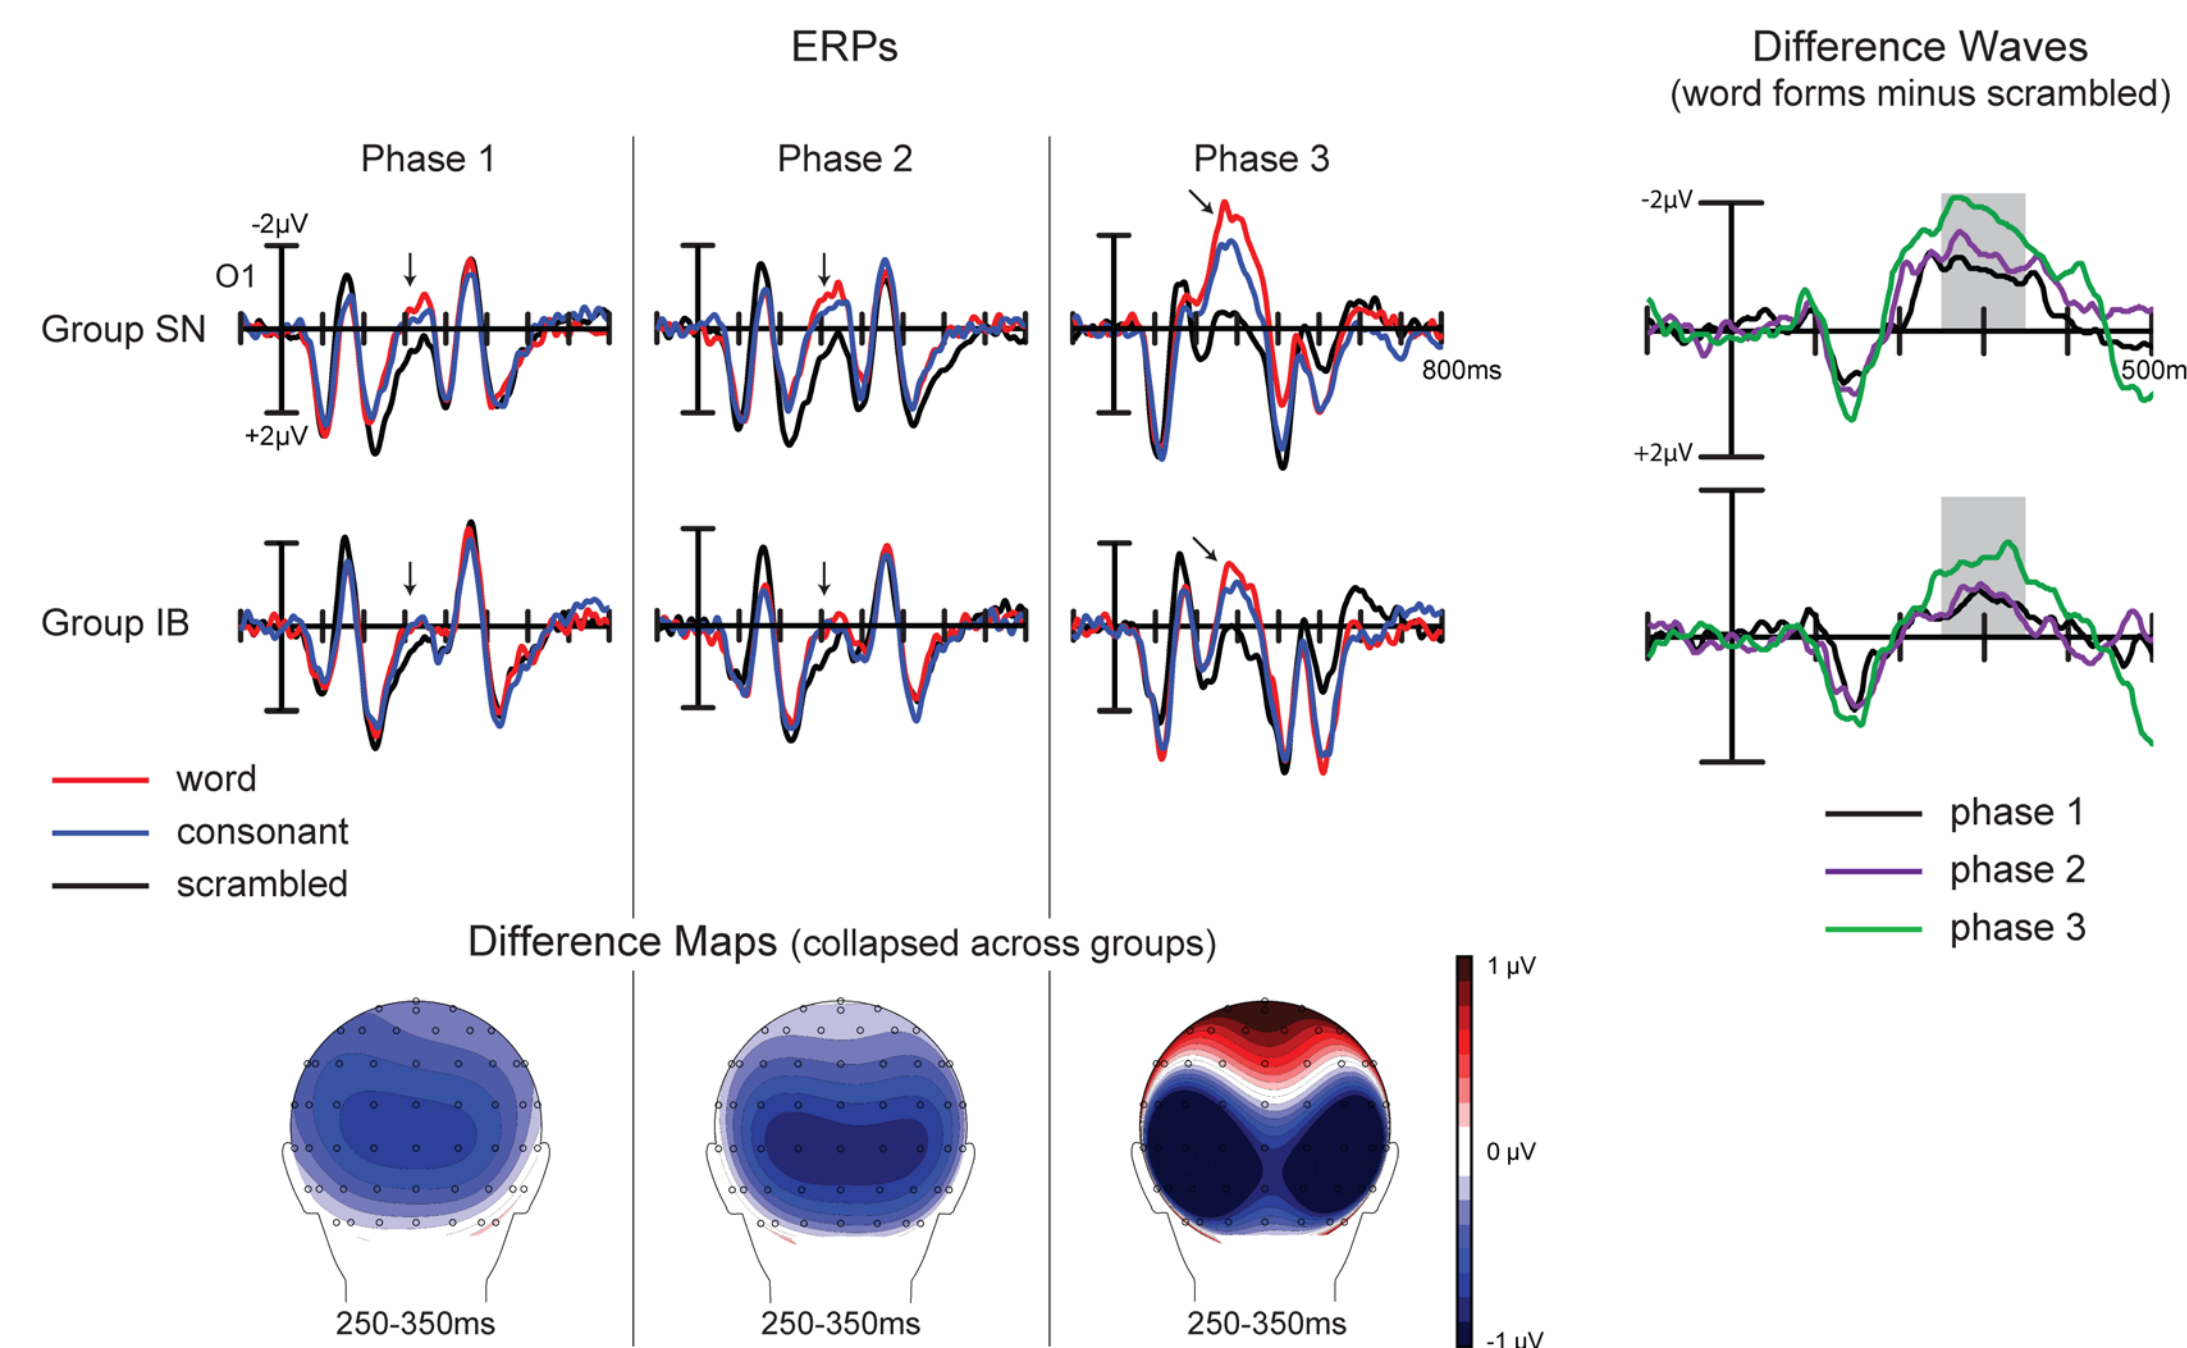 ERPs
Difference Waves
(word forms minus scrambled)
Phase 1
Phase 2
Phase 3
-2µV
O1
+2µV
Group SN
800ms
-2µV
+2µV
500m
Group IB
word
consonant
scrambled
phase 1
phase 2
phase 3
Difference Maps (collapsed across groups)
1 µV
0 µV
-1 µV
250-350ms
250-350ms
250-350ms